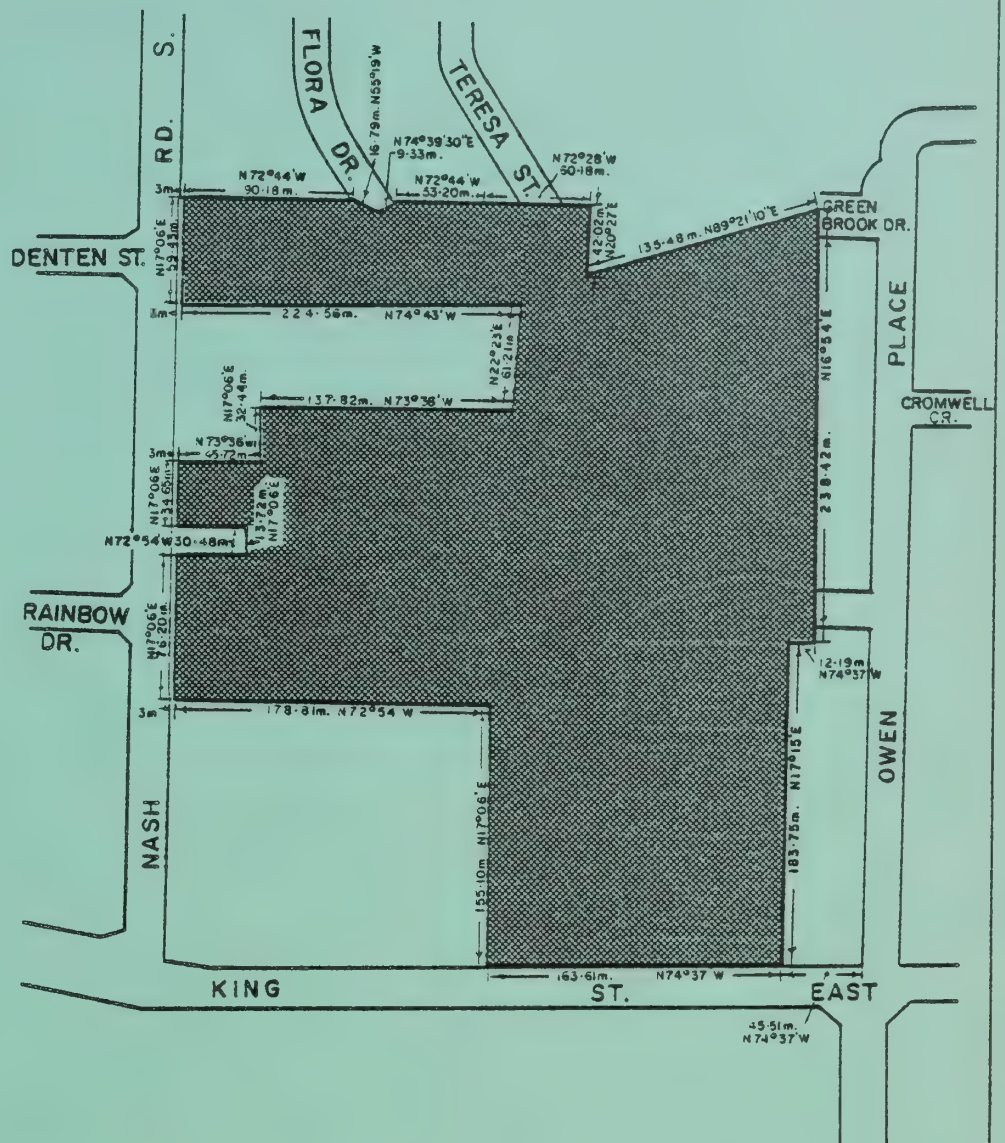 NASH RD. S.
FLORA DR.
TERESA ST.
16·79m. N55°19'W
N74°39'30"E
9·33m.
N72°28'W
60·18m.
N72°44'W
90·18m.
N72°44'W
53·20m.
3m
GREEN
BROOK DR.
DENTEN ST.
N17°06'E
59·43m
42·02m
N20°27'E
135·48m. N89°21'10"E
3m
224·56m. N74°43'W
N22°23'E
61·21m
N16°54'E
238·42m.
OWEN PLACE
CROMWELL
CR.
N17°06'E
32·44m
137·82m. N73°36'W
3m
N73°36'W
45·72m
N17°06'E
34·65m
13·72m.
N17°06'E
N72°54'W 30·48m
RAINBOW
DR.
N17°06'E
76·20m.
12·19m.
N74°37'W
3m
178·81m. N72°54'W
155·10m N17°06'E
183·75m. N17°15'E
163·61m. N74°37'W
KING ST. EAST
45·51m.
N74°37'W